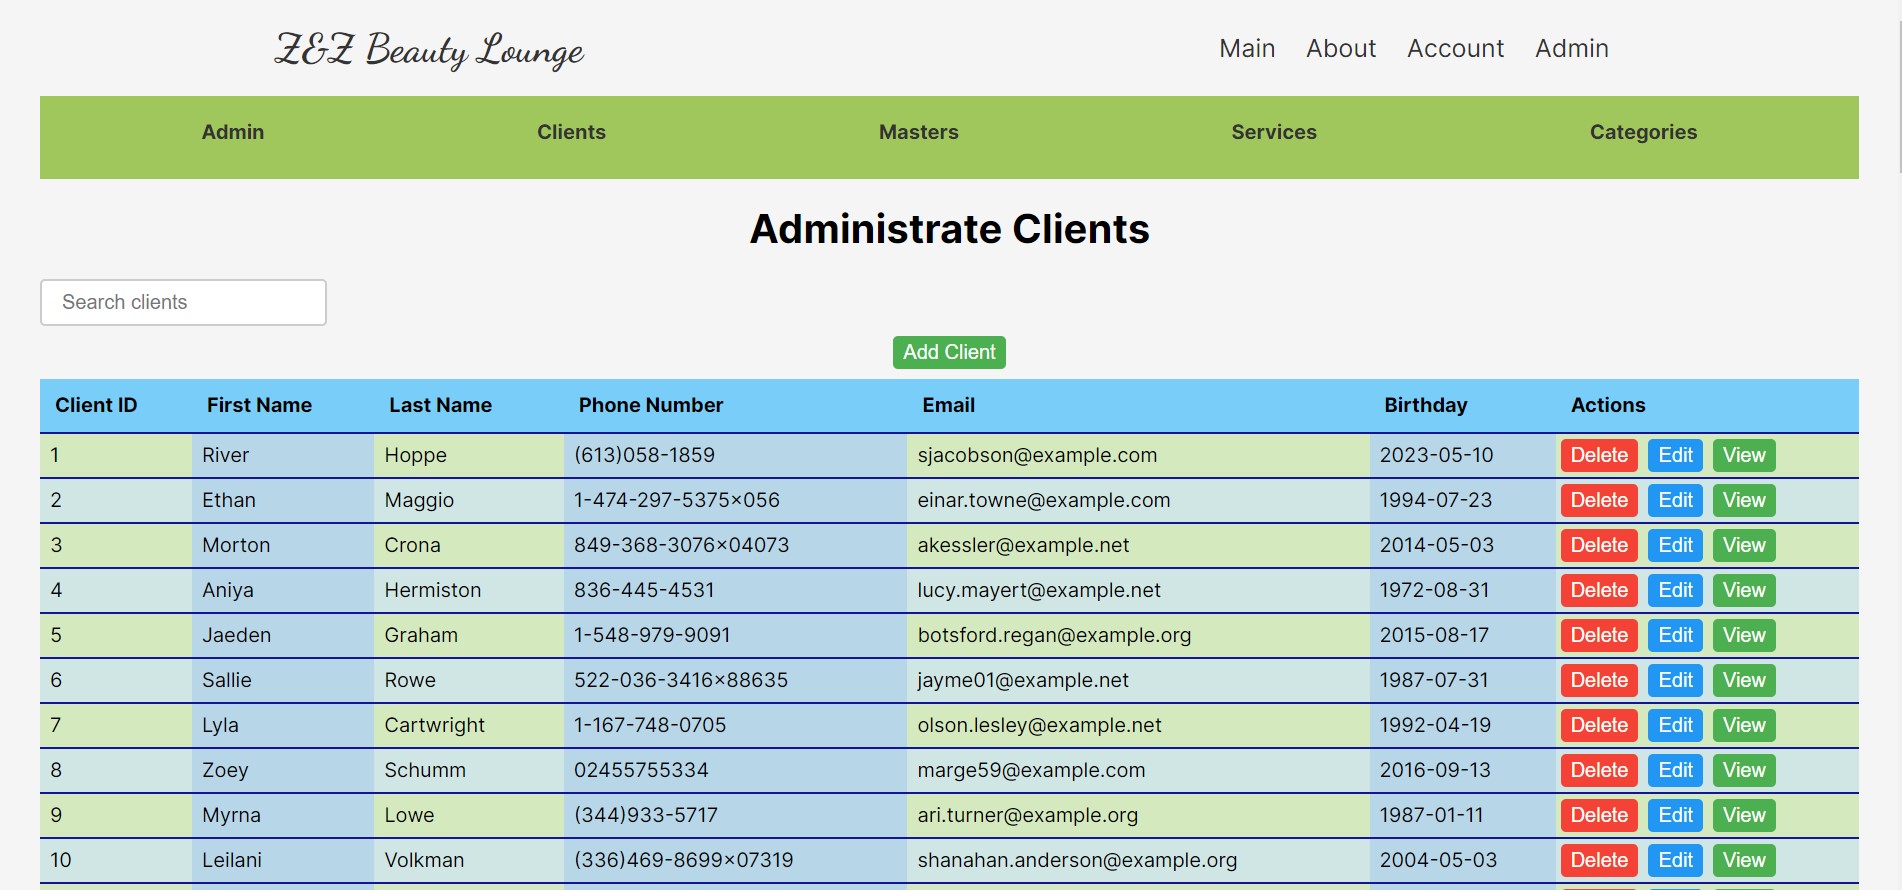 Z&Z Beauty Lounge Main About Account Admin
Admin Clients Masters Services Categories
Administrate Clients
Search clients
Add Client
Client ID First Name Last Name Phone Number Email Birthday Actions
1 River Hoppe (613)058-1859 sjacobson@example.com 2023-05-10 Delete Edit View
2 Ethan Maggio 1-474-297-5375×056 einar.towne@example.com 1994-07-23 Delete Edit View
3 Morton Crona 849-368-3076×04073 akessler@example.net 2014-05-03 Delete Edit View
4 Aniya Hermiston 836-445-4531 lucy.mayert@example.net 1972-08-31 Delete Edit View
5 Jaeden Graham 1-548-979-9091 botsford.regan@example.org 2015-08-17 Delete Edit View
6 Sallie Rowe 522-036-3416×88635 jayme01@example.net 1987-07-31 Delete Edit View
7 Lyla Cartwright 1-167-748-0705 olson.lesley@example.net 1992-04-19 Delete Edit View
8 Zoey Schumm 02455755334 marge59@example.com 2016-09-13 Delete Edit View
9 Myrna Lowe (344)933-5717 ari.turner@example.org 1987-01-11 Delete Edit View
10 Leilani Volkman (336)469-8699×07319 shanahan.anderson@example.org 2004-05-03 Delete Edit View